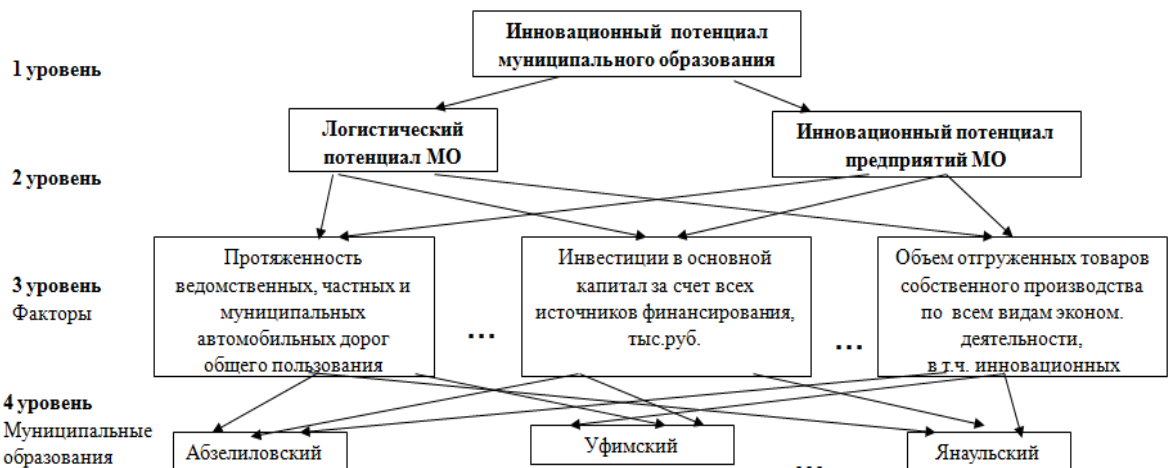 Инновационный потенциал
муниципального образования
1 уровень
Логистический
потенциал МО
Инновационный потенциал
предприятий МО
2 уровень
3 уровень
Факторы
Протяженность
ведомственных, частных и
муниципальных
автомобильных дорог
общего пользования
...
Инвестиции в основной
капитал за счет всех
источников финансирования,
тыс.руб.
...
Объем отгруженных товаров
собственного производства
по всем видам эконом.
деятельности,
в т.ч. инновационных
4 уровень
Муниципальные
образования
Абзелиловский
Уфимский
...
Янаульский